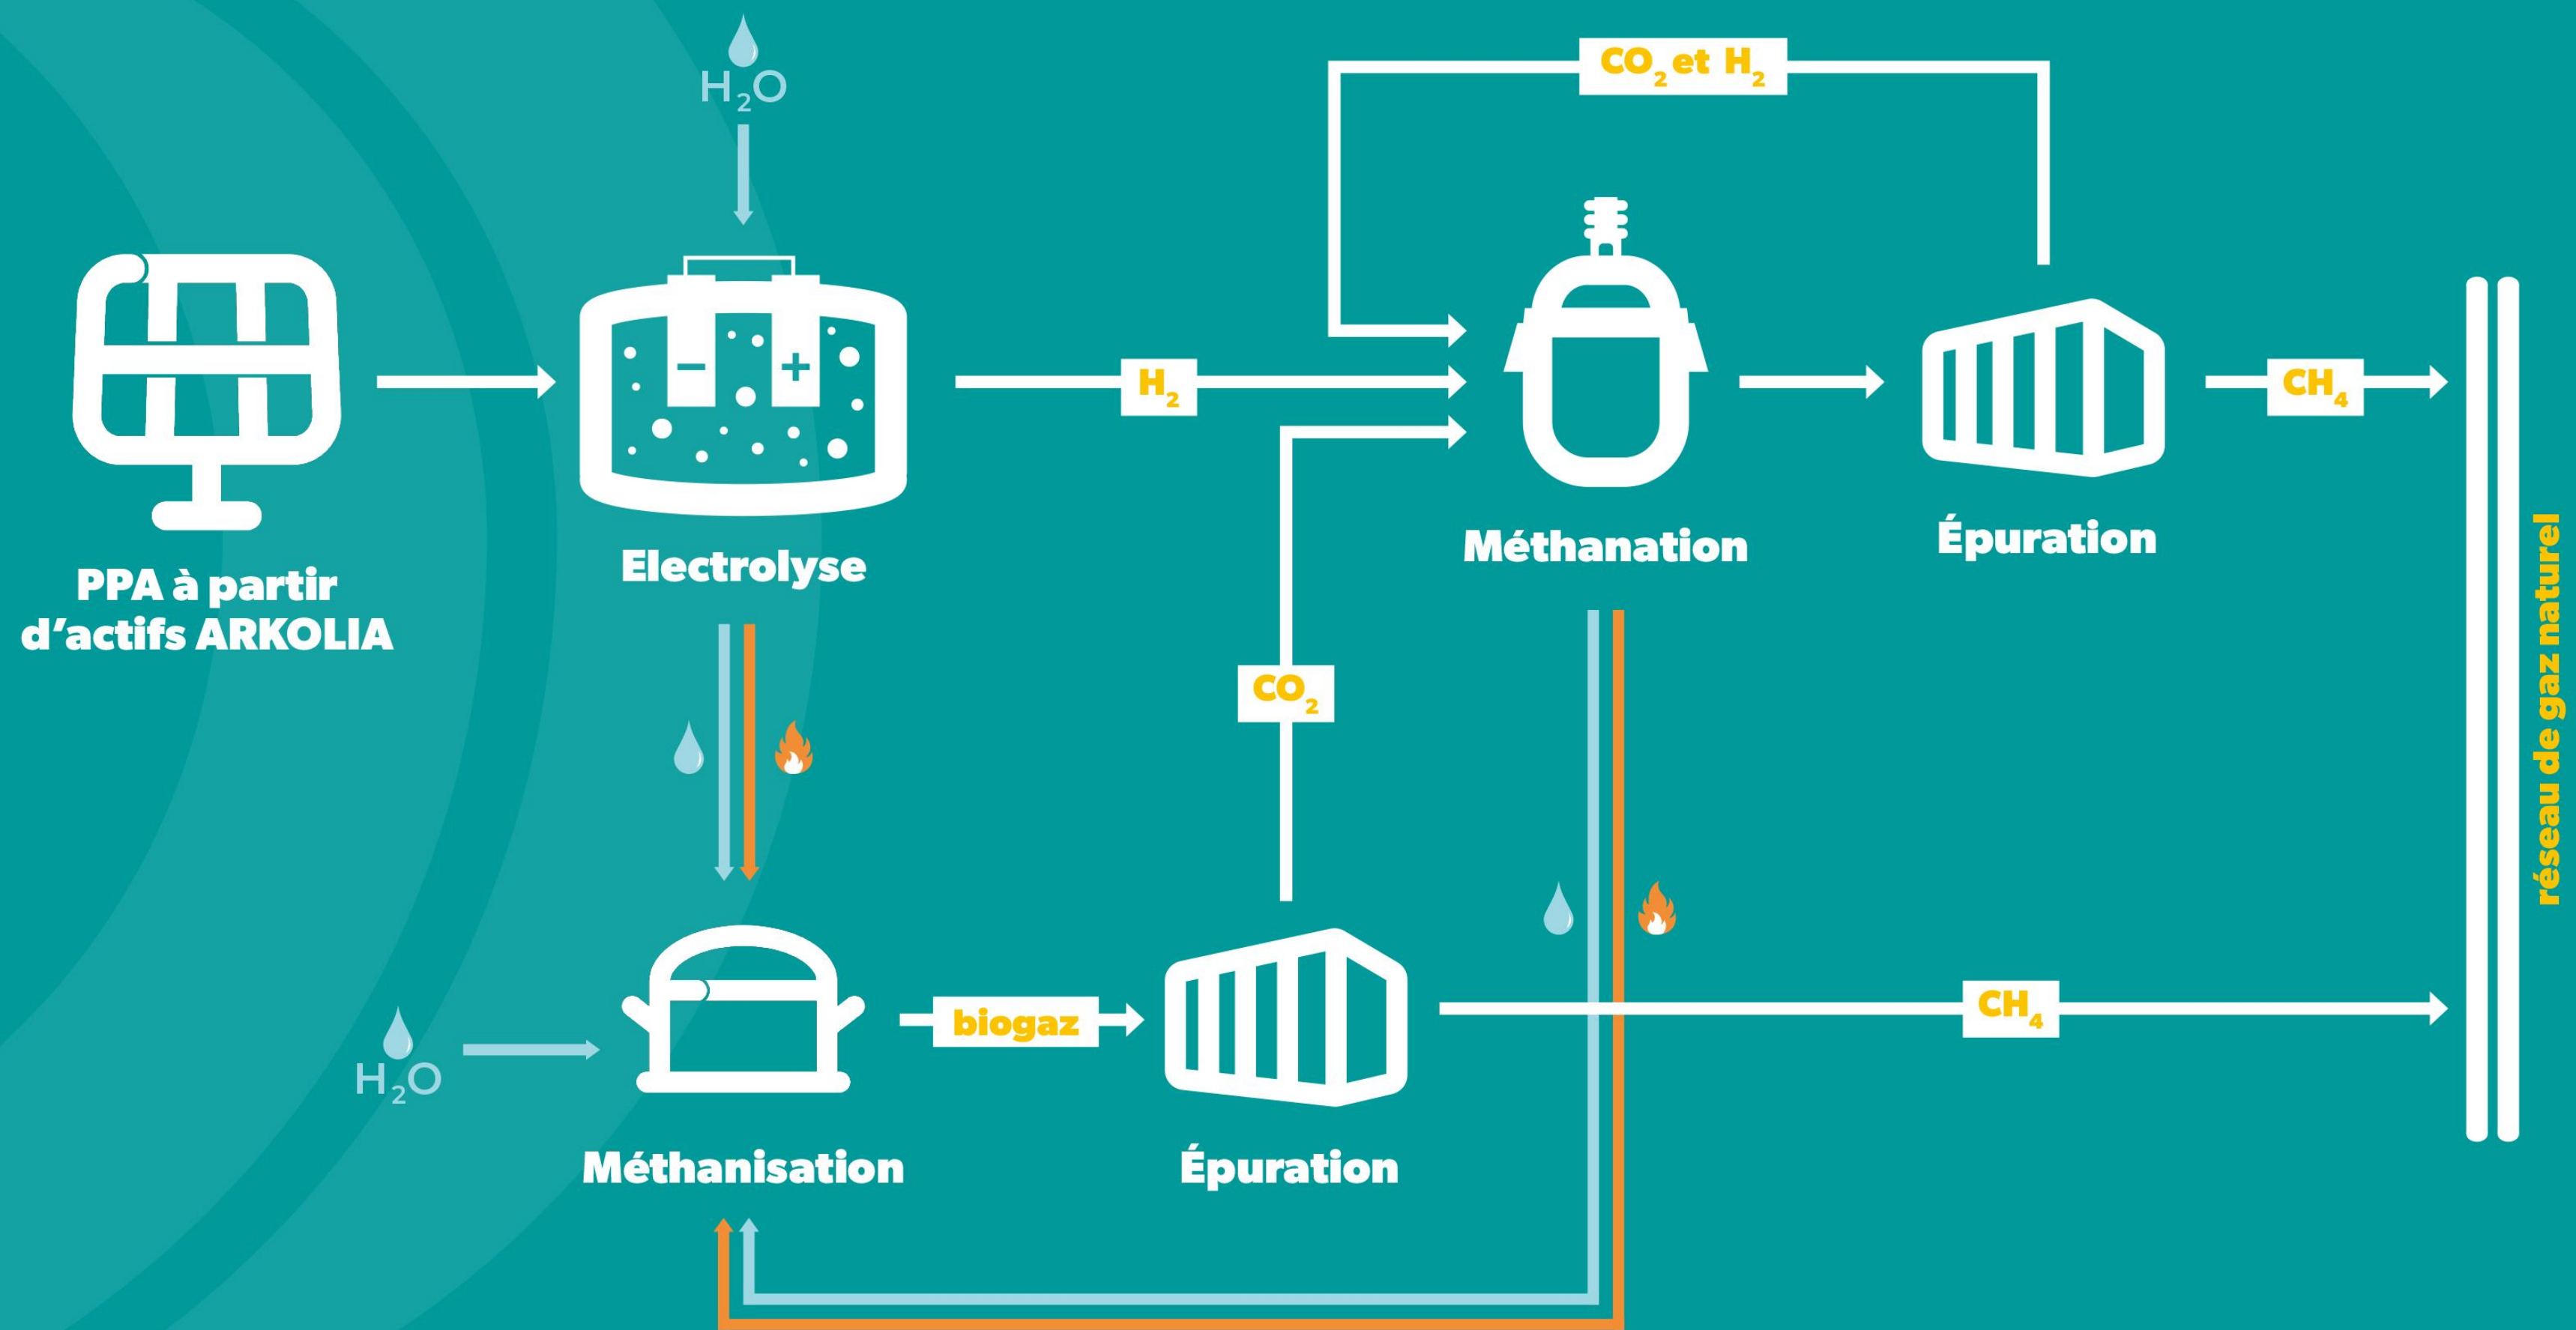 H₂O
CO₂ et H₂
− +
H₂
CH₄
PPA à partir
d’actifs ARKOLIA
Electrolyse
Méthanation
Épuration
réseau de gaz naturel
CO₂
H₂O
biogaz
CH₄
Méthanisation
Épuration